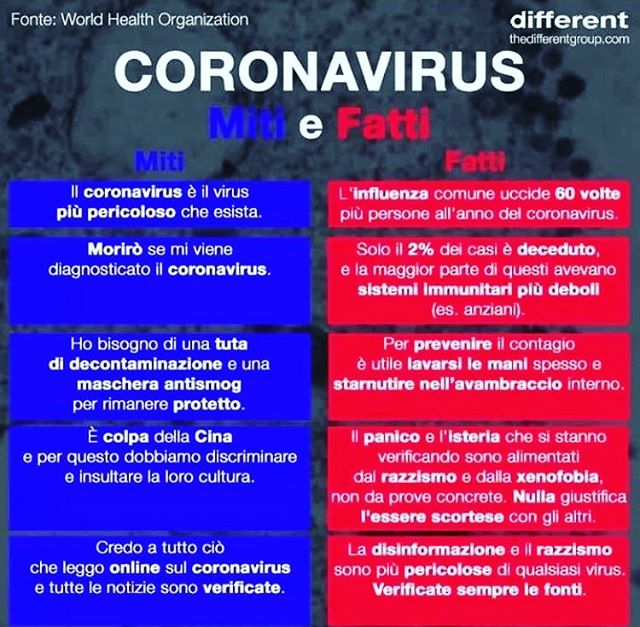 Fonte: World Health Organization
different
thedifferentgroup.com
CORONAVIRUS
Miti e Fatti
Miti
Fatti
Il coronavirus è il virus
più pericoloso che esista.
L'influenza comune uccide 60 volte
più persone all'anno del coronavirus.
Morirò se mi viene
diagnosticato il coronavirus.
Solo il 2% dei casi è deceduto,
e la maggior parte di questi avevano
sistemi immunitari più deboli
(es. anziani).
Ho bisogno di una tuta
di decontaminazione e una
maschera antismog
per rimanere protetto.
Per prevenire il contagio
è utile lavarsi le mani spesso e
starnutire nell'avambraccio interno.
È colpa della Cina
e per questo dobbiamo discriminare
e insultare la loro cultura.
Il panico e l'isteria che si stanno
verificando sono alimentati
dal razzismo e dalla xenofobia,
non da prove concrete. Nulla giustifica
l'essere scortese con gli altri.
Credo a tutto ciò
che leggo online sul coronavirus
e tutte le notizie sono verificate.
La disinformazione e il razzismo
sono più pericolose di qualsiasi virus.
Verificate sempre le fonti.